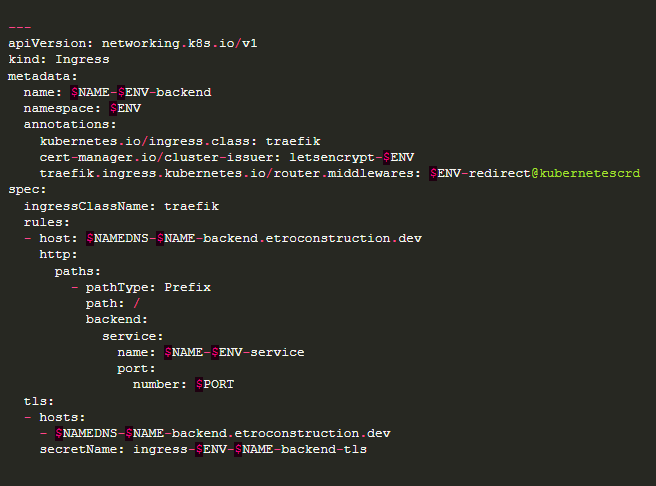 ---
apiVersion: networking.k8s.io/v1
kind: Ingress
metadata:
  name: $NAME-$ENV-backend
  namespace: $ENV
  annotations:
    kubernetes.io/ingress.class: traefik
    cert-manager.io/cluster-issuer: letsencrypt-$ENV
    traefik.ingress.kubernetes.io/router.middlewares: $ENV-redirect@kubernetescrd
spec:
  ingressClassName: traefik
  rules:
  - host: $NAMEDNS-$NAME-backend.etroconstruction.dev
    http:
      paths:
        - pathType: Prefix
          path: /
          backend:
            service:
              name: $NAME-$ENV-service
              port:
                number: $PORT
  tls:
  - hosts:
    - $NAMEDNS-$NAME-backend.etroconstruction.dev
    secretName: ingress-$ENV-$NAME-backend-tls